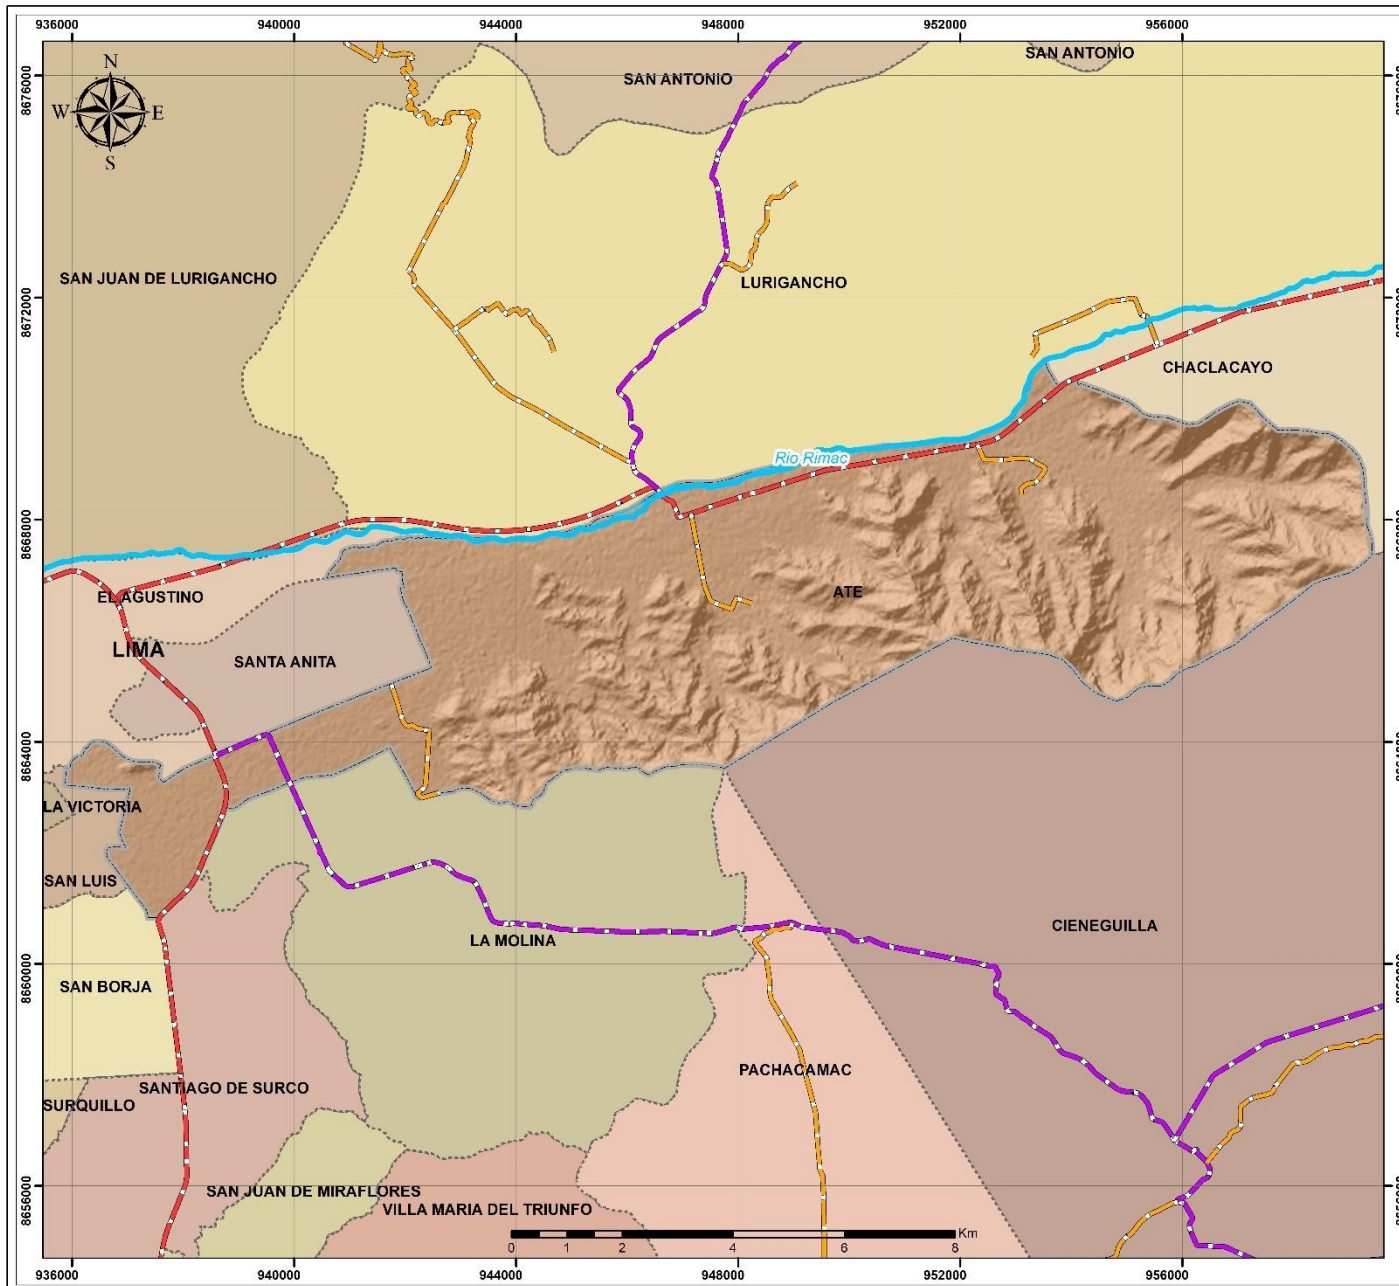 936000 940000 944000 948000 952000 956000
SAN ANTONIO
SAN ANTONIO
8676000
N
W E
S
SAN JUAN DE LURIGANCHO
LURIGANCHO
8672000
CHACLACAYO
Rio Rimac
8668000
EL AGUSTINO
ATE
LIMA
SANTA ANITA
8664000
LA VICTORIA
SAN LUIS
CIENEGUILLA
LA MOLINA
8660000
SAN BORJA
PACHACAMAC
SANTIAGO DE SURCO
SURQUILLO
8656000
SAN JUAN DE MIRAFLORES
VILLA MARIA DEL TRIUNFO
Km
0 1 2 4 6 8
936000 940000 944000 948000 952000 956000